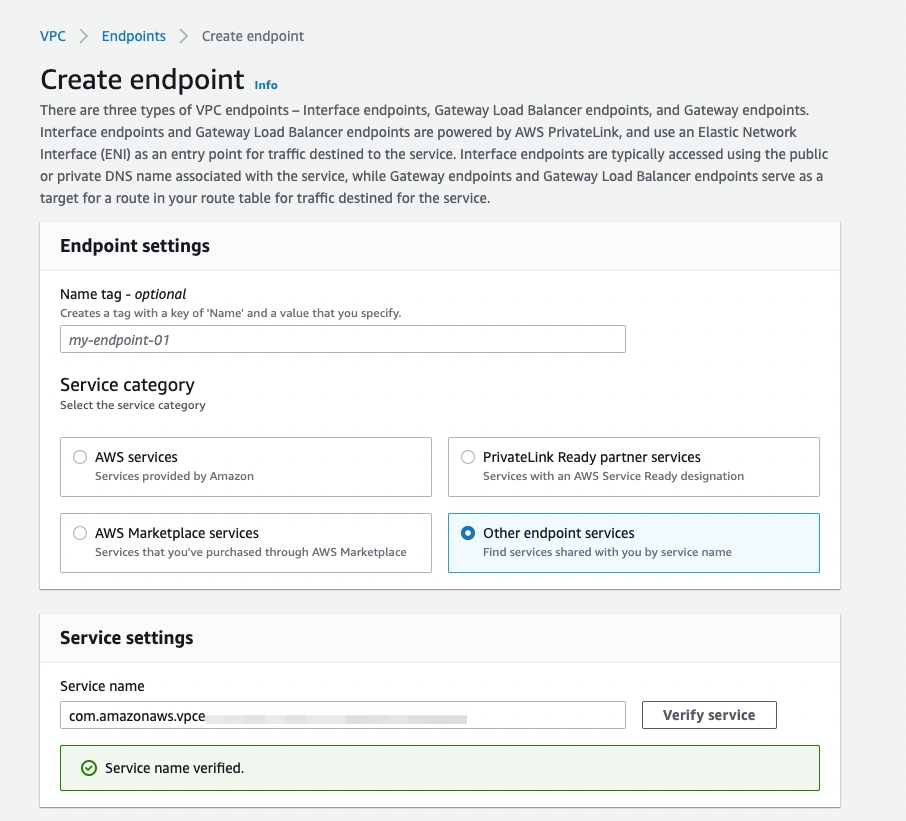 VPC > Endpoints > Create endpoint
Create endpoint Info
There are three types of VPC endpoints – Interface endpoints, Gateway Load Balancer endpoints, and Gateway endpoints.
Interface endpoints and Gateway Load Balancer endpoints are powered by AWS PrivateLink, and use an Elastic Network
Interface (ENI) as an entry point for traffic destined to the service. Interface endpoints are typically accessed using the public
or private DNS name associated with the service, while Gateway endpoints and Gateway Load Balancer endpoints serve as a
target for a route in your route table for traffic destined for the service.
Endpoint settings
Name tag - optional
Creates a tag with a key of 'Name' and a value that you specify.
my-endpoint-01
Service category
Select the service category
AWS services
Services provided by Amazon
PrivateLink Ready partner services
Services with an AWS Service Ready designation
AWS Marketplace services
Services that you've purchased through AWS Marketplace
Other endpoint services
Find services shared with you by service name
Service settings
Service name
com.amazonaws.vpce
Verify service
Service name verified.